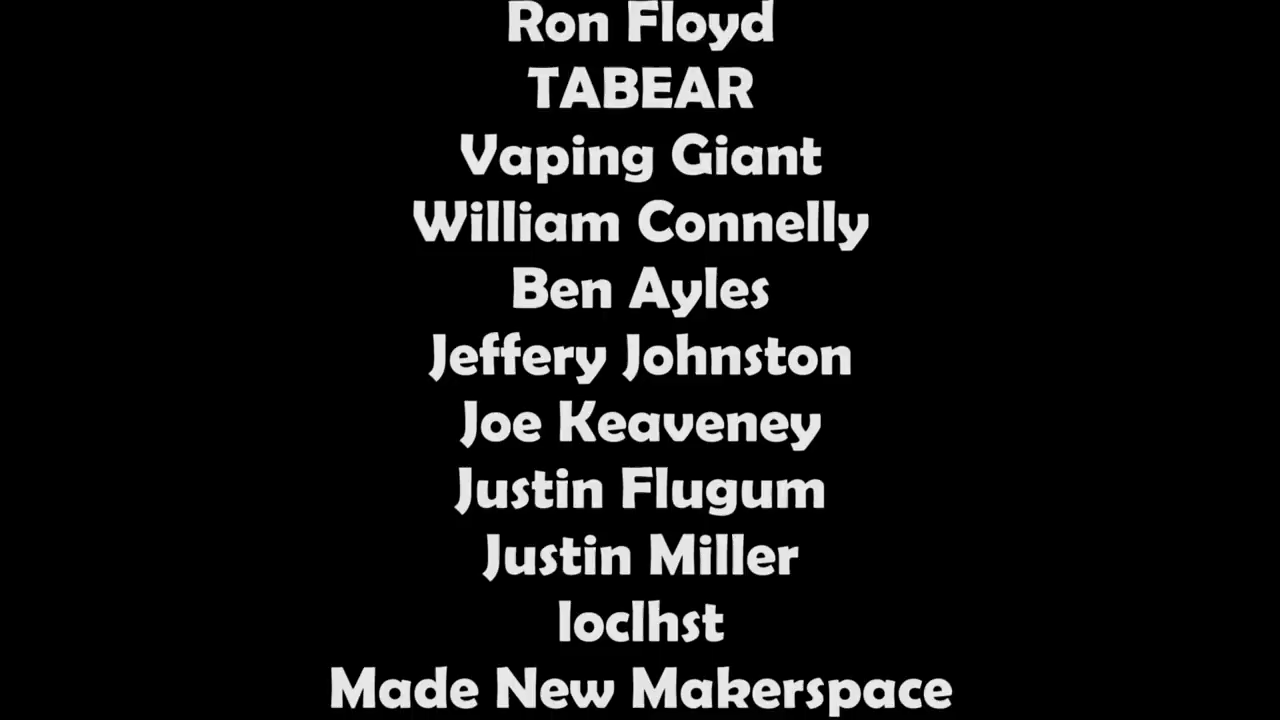 Ron Floyd
TABEAR
Vaping Giant
William Connelly
Ben Ayles
Jeffery Johnston
Joe Keaveney
Justin Flugum
Justin Miller
loclhst
Made New Makerspace